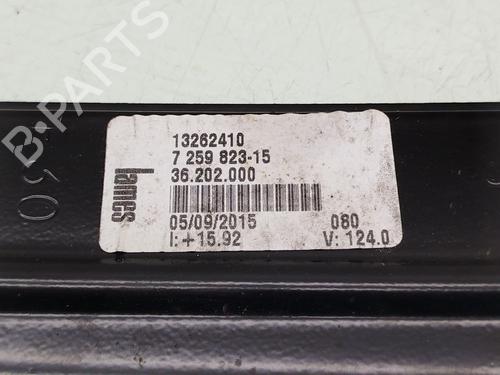 13262410
7 259 823-15
36.202.000
lames
05/09/2015 080
I:+15.92 V: 124.0
B-PARTS